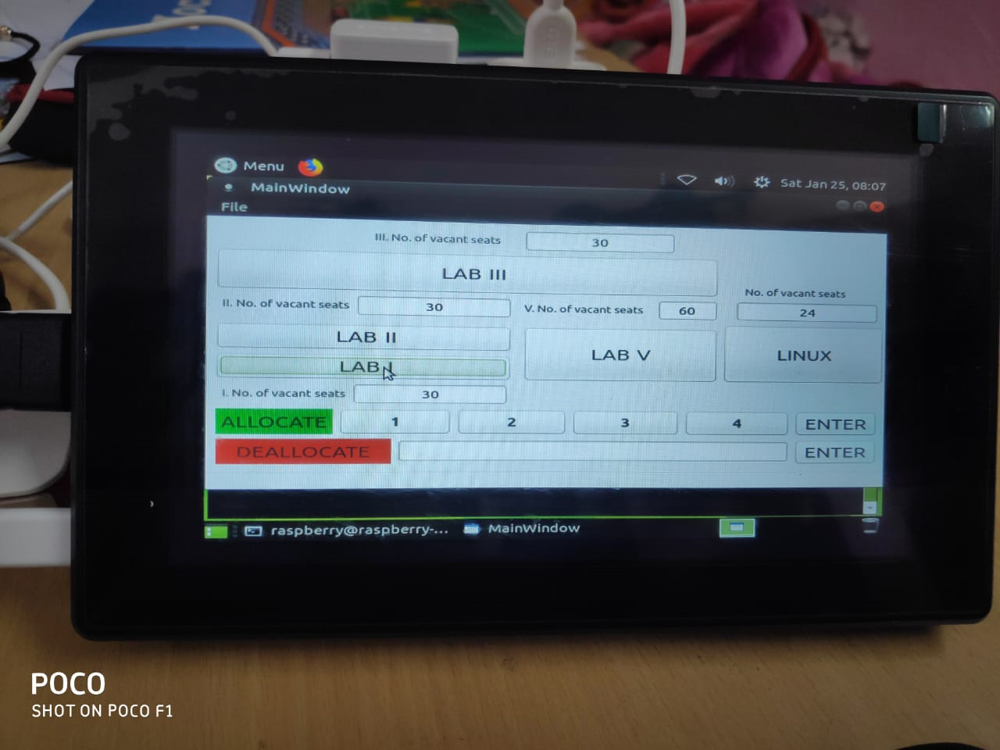 Menu
Sat Jan 25, 08:07
MainWindow
File
III. No. of vacant seats 30
LAB III
II. No. of vacant seats 30
V. No. of vacant seats 60
No. of vacant seats
24
LAB II
LAB I
LAB V
LINUX
I. No. of vacant seats 30
ALLOCATE 1 2 3 4 ENTER
DEALLOCATE ENTER
raspberry@raspberry-... MainWindow
POCO
SHOT ON POCO F1